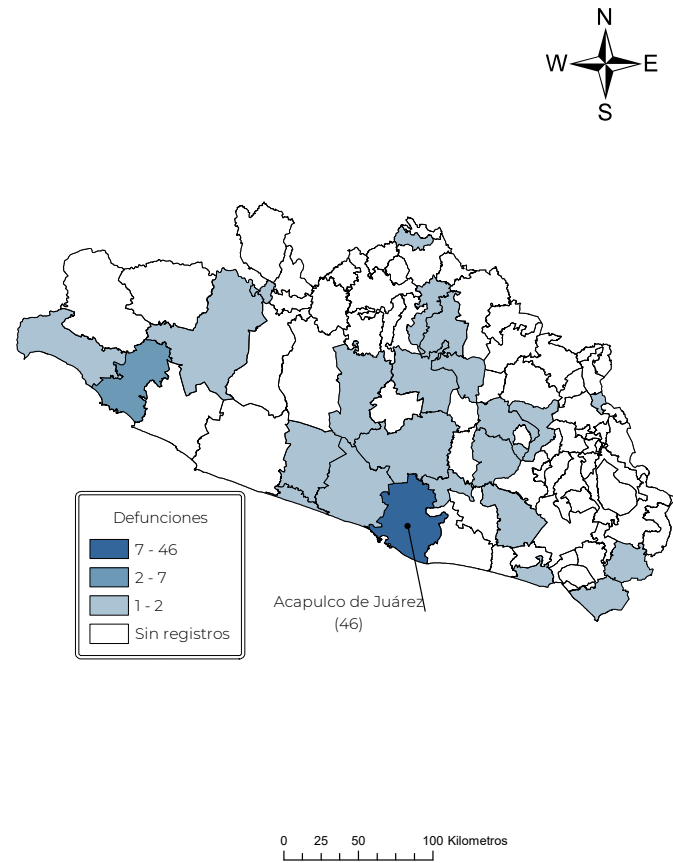 N
W E
S
Defunciones
7 - 46
2 - 7
1 - 2
Sin registros
Acapulco de Juárez
(46)
0 25 50 100 Kilometros